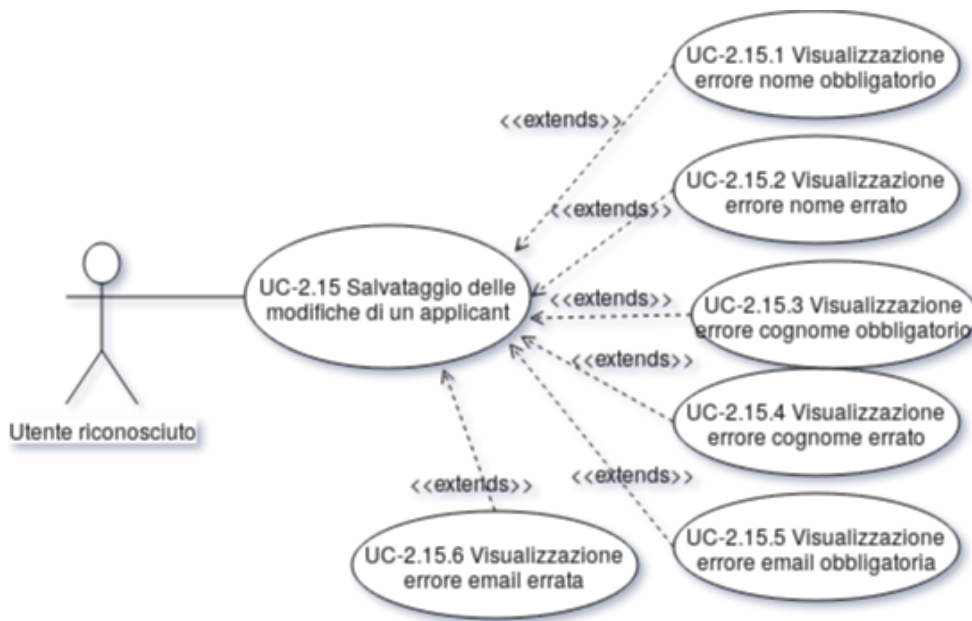 UC-2.15.1 Visualizzazione
errore nome obbligatorio
<<extends>>
UC-2.15.2 Visualizzazione
errore nome errato
<<extends>>
UC-2.15 Salvataggio delle
modifiche di un applicant
<<extends>>
UC-2.15.3 Visualizzazione
errore cognome obbligatorio
<<extends>>
UC-2.15.4 Visualizzazione
errore cognome errato
Utente riconosciuto
<<extends>>
<<extends>>
UC-2.15.5 Visualizzazione
errore email obbligatoria
UC-2.15.6 Visualizzazione
errore email errata